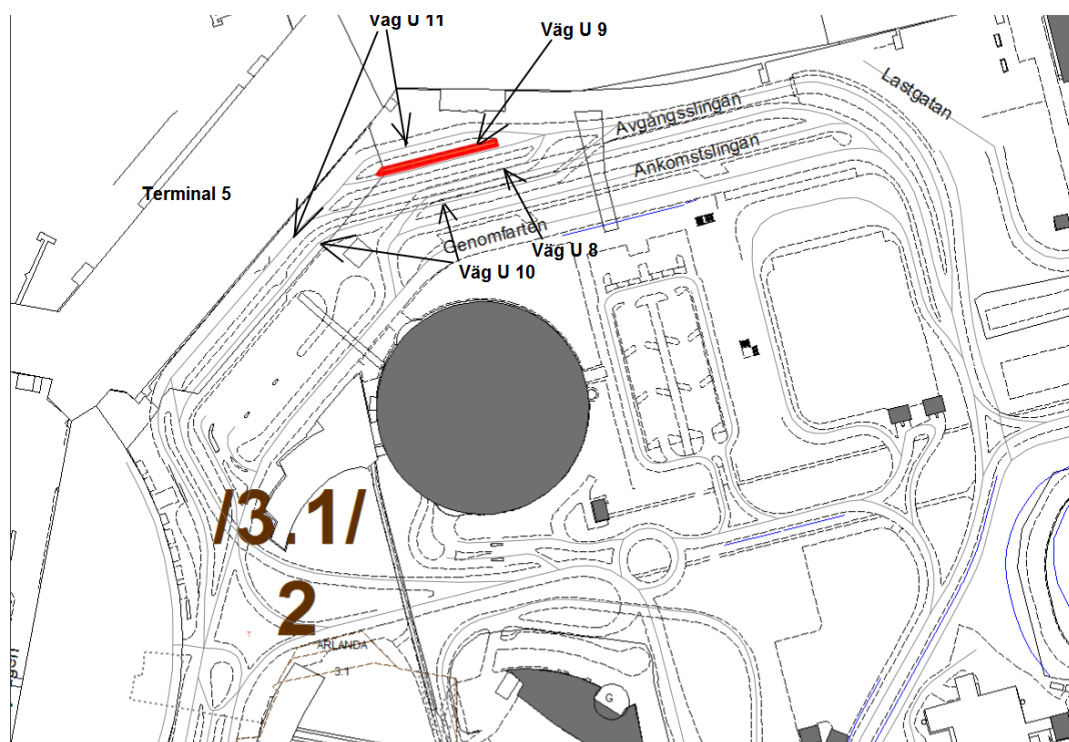 Väg U 11
Väg U 9
Lastgatan
Avgångsslingan
Ankomstslingan
Terminal 5
Genomfarten
Väg U 8
Väg U 10
/3.1/
2
T
ARLANDA
3.1
G